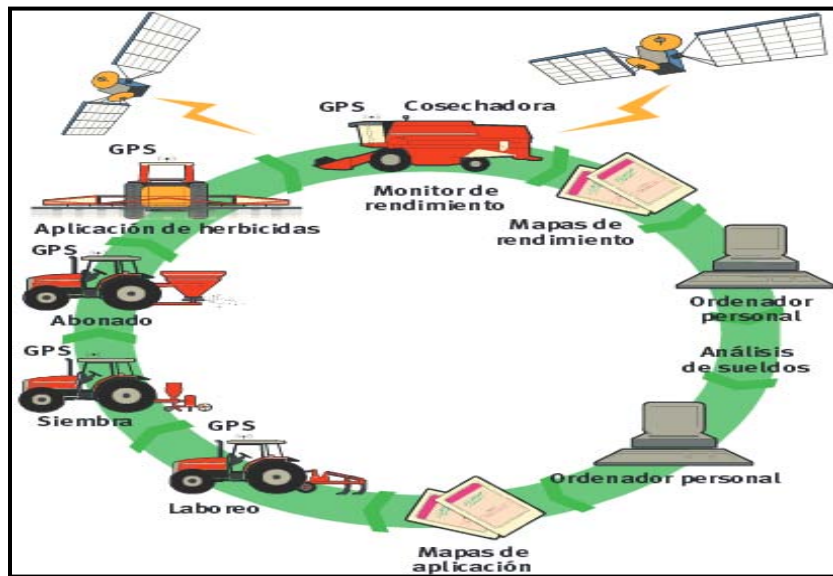 GPS
Cosechadora
Monitor de
rendimiento
Mapas de
rendimiento
Ordenador
personal
Análisis
de sueldos
Ordenador personal
Mapas de
aplicación
GPS
Laboreo
GPS
Siembra
GPS
Abonado
GPS
Aplicación de herbicidas